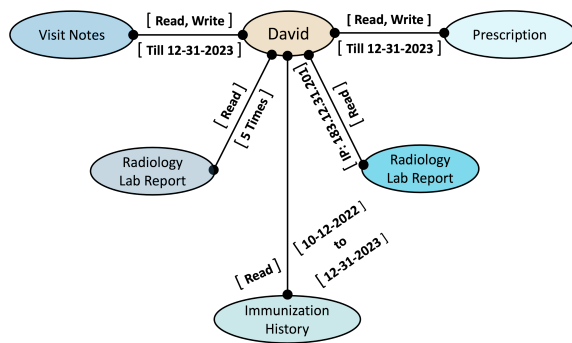 [ Read, Write ]
[ Read, Write ]
Visit Notes
David
Prescription
[ Till 12-31-2023 ]
[ Till 12-31-2023 ]
[ Read ]
[ 5 Times ]
[ IP: 183.12.31.201]
[ Read ]
Radiology
Lab Report
Radiology
Lab Report
[ Read ]
[ 10-12-2022 ]
to
[ 12-31-2023 ]
Immunization
History